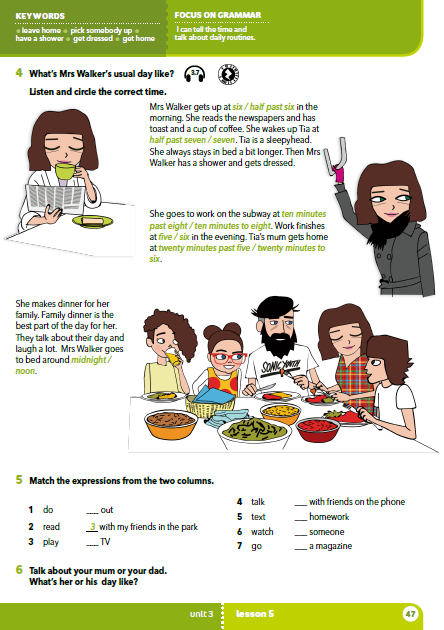 KEY WORDS
leave home • pick somebody up •
have a shower • get dressed • get home
FOCUS ON GRAMMAR
I can tell the time and
talk about daily routines.
4 What's Mrs Walker's usual day like? 3.7
Listen and circle the correct time.
Mrs Walker gets up at six / half past six in the
morning. She reads the newspapers and has
toast and a cup of coffee. She wakes up Tia at
half past seven / seven. Tia is a sleepyhead.
She always stays in bed a bit longer. Then Mrs
Walker has a shower and gets dressed.
She goes to work on the subway at ten minutes
past eight / ten minutes to eight. Work finishes
at five / six in the evening. Tia's mum gets home
at twenty minutes past five / twenty minutes to
six.
She makes dinner for her
family. Family dinner is the
best part of the day for her.
They talk about their day and
laugh a lot. Mrs Walker goes
to bed around midnight /
noon.
SONIC YNTH
5 Match the expressions from the two columns.
1 do ___ out
2 read _3_ with my friends in the park
3 play ___ TV
4 talk ___ with friends on the phone
5 text ___ homework
6 watch ___ someone
7 go ___ a magazine
6 Talk about your mum or your dad.
What's her or his day like?
unit 3 lesson 5 47